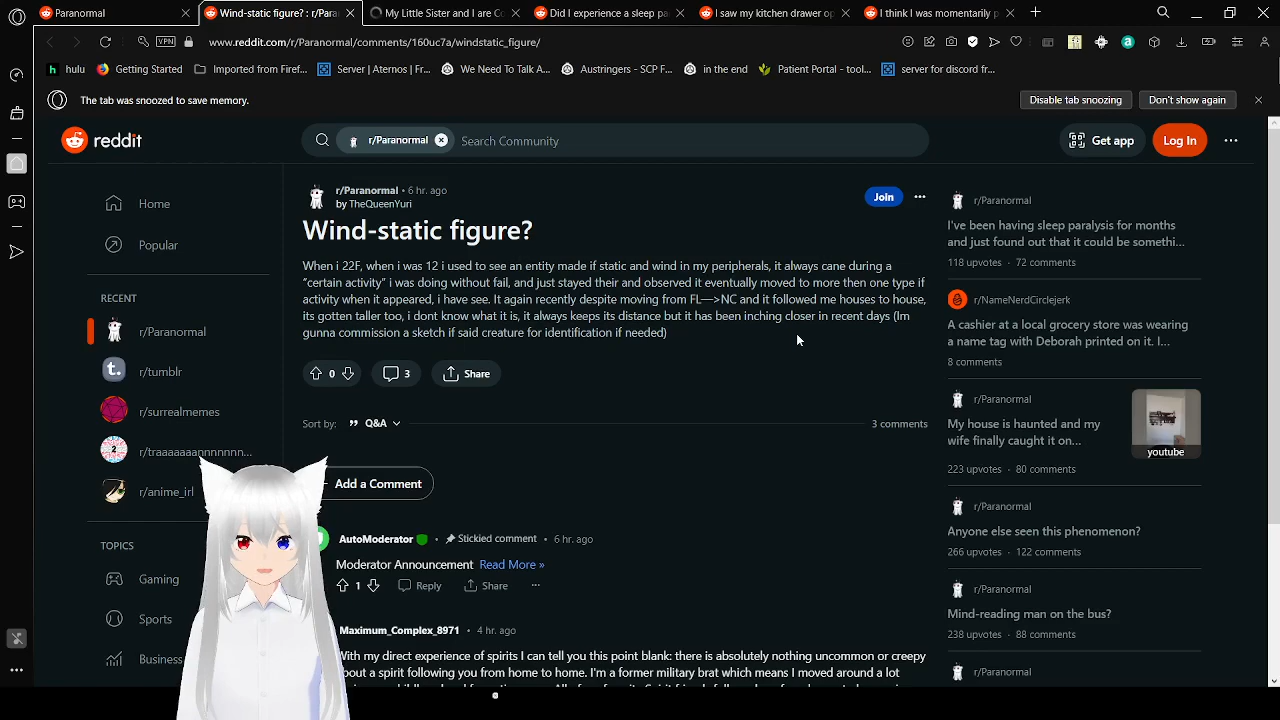 Paranormal
Wind-static figure? : r/Para
My Little Sister and I are Co
Did I experience a sleep pa
I saw my kitchen drawer op
I think I was momentarily p
VPN
www.reddit.com/r/Paranormal/comments/160uc7a/windstatic_figure/
hulu
Getting Started
Imported from Firef...
Server | Aternos | Fr...
We Need To Talk A...
Austringers - SCP F...
in the end
Patient Portal - tool...
server for discord fr...
The tab was snoozed to save memory.
Disable tab snoozing
Don't show again
reddit
r/Paranormal
Search Community
Get app
Log In
Home
Popular
RECENT
r/Paranormal
r/tumblr
r/surrealmemes
r/traaaaaaannnnnnn...
r/anime_irl
TOPICS
Gaming
Sports
Business
r/Paranormal • 6 hr. ago
by TheQueenYuri
Join
Wind-static figure?
When i 22F, when i was 12 i used to see an entity made if static and wind in my peripherals, it always cane during a
“certain activity” i was doing without fail, and just stayed their and observed it eventually moved to more then one type if
activity when it appeared, i have see. It again recently despite moving from FL—>NC and it followed me houses to house,
its gotten taller too, i dont know what it is, it always keeps its distance but it has been inching closer in recent days (Im
gunna commission a sketch if said creature for identification if needed)
0
3
Share
Sort by:
Q&A
3 comments
Add a Comment
AutoModerator • Stickied comment • 6 hr. ago
Moderator Announcement Read More »
1
Reply
Share
Maximum_Complex_8971 • 4 hr. ago
With my direct experience of spirits I can tell you this point blank: there is absolutely nothing uncommon or creepy
about a spirit following you from home to home. I'm a former military brat which means I moved around a lot
r/Paranormal
I've been having sleep paralysis for months
and just found out that it could be somethi...
118 upvotes • 72 comments
r/NameNerdCirclejerk
A cashier at a local grocery store was wearing
a name tag with Deborah printed on it. I...
8 comments
r/Paranormal
My house is haunted and my
wife finally caught it on...
youtube
223 upvotes • 80 comments
r/Paranormal
Anyone else seen this phenomenon?
266 upvotes • 122 comments
r/Paranormal
Mind-reading man on the bus?
238 upvotes • 88 comments
r/Paranormal